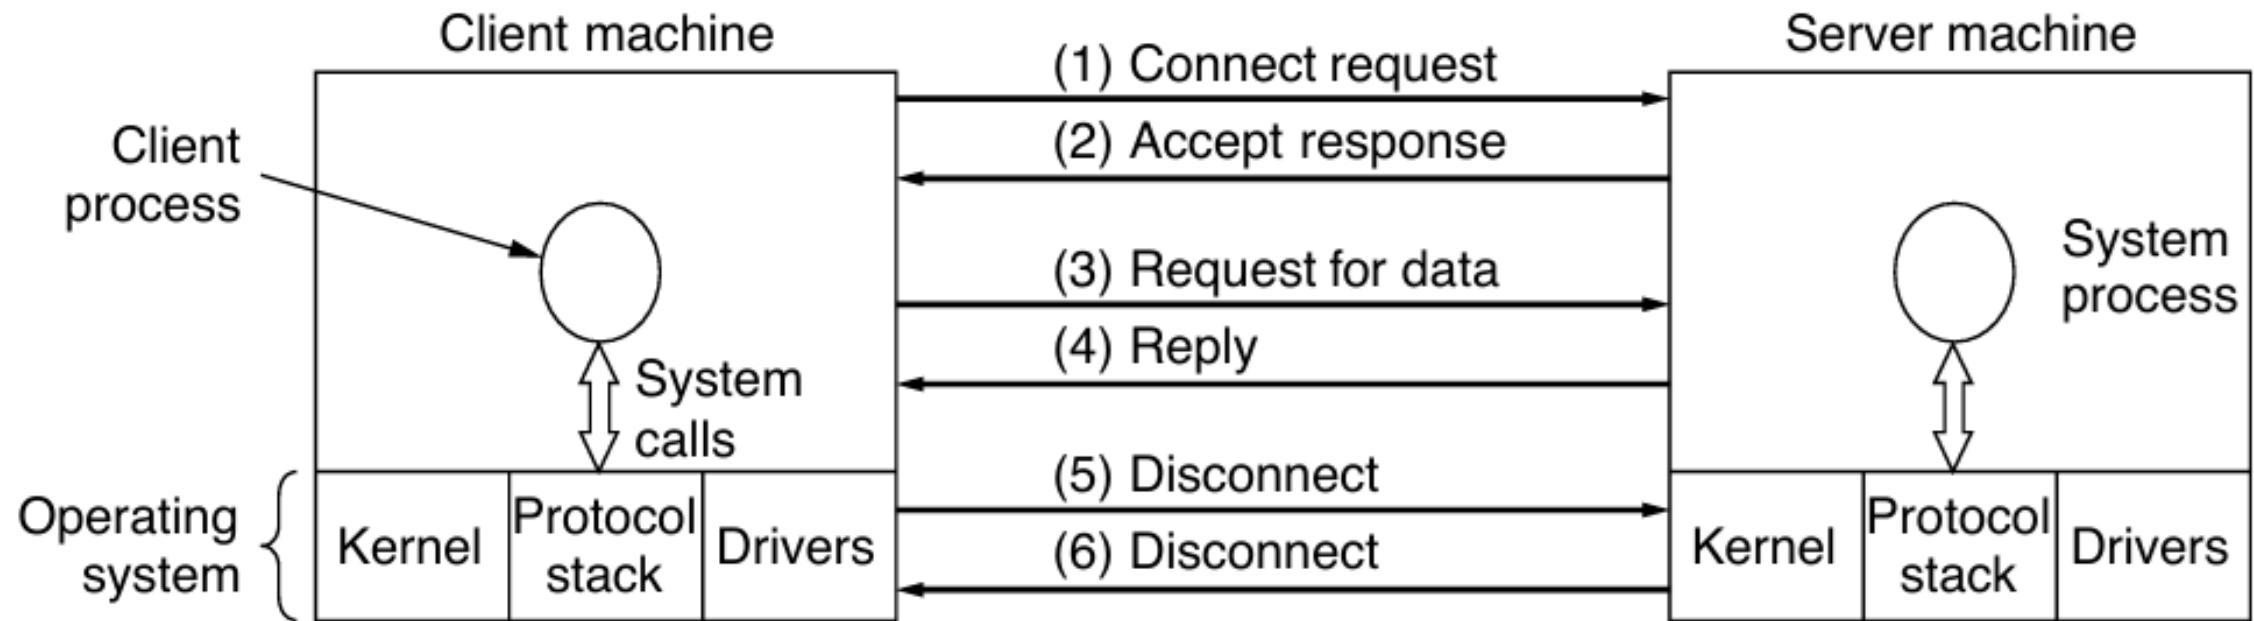 Client machine
Server machine
(1) Connect request
(2) Accept response
Client
process
(3) Request for data
System
process
(4) Reply
System
calls
(5) Disconnect
(6) Disconnect
Operating
system
Kernel
Protocol
stack
Drivers
Kernel
Protocol
stack
Drivers